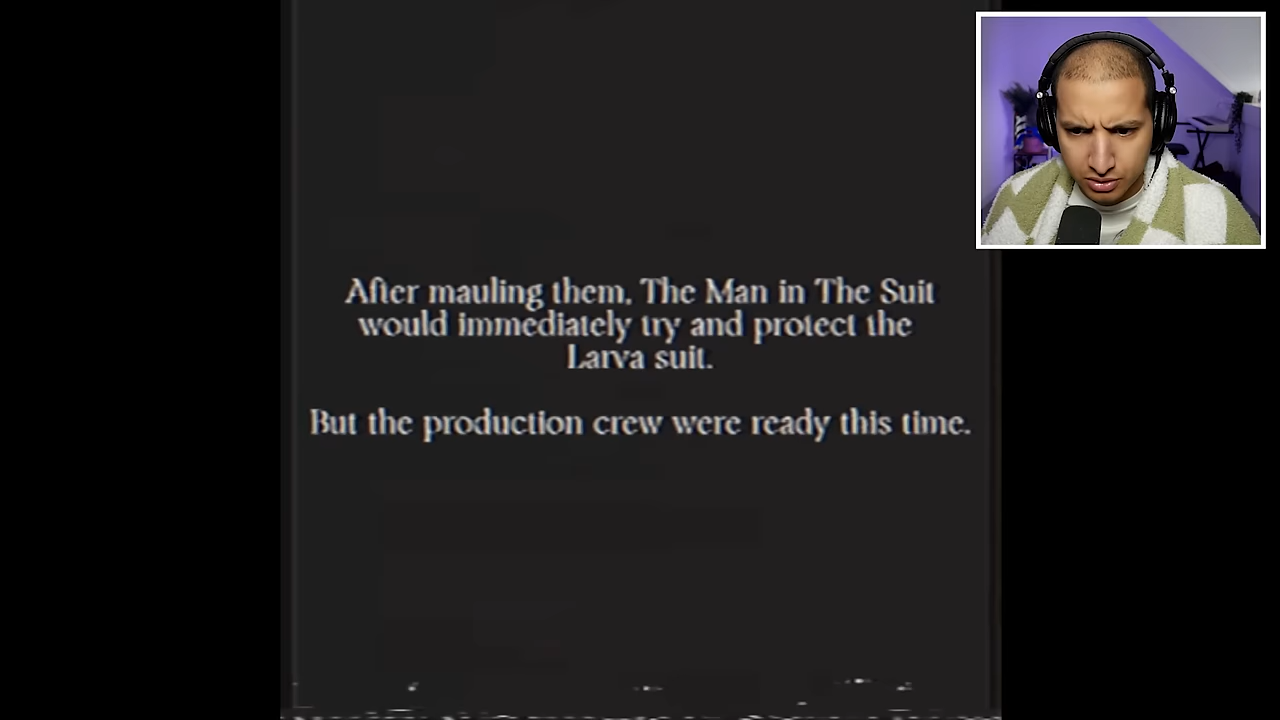 After mauling them, The Man in The Suit
would immediately try and protect the
Larva suit.
But the production crew were ready this time.